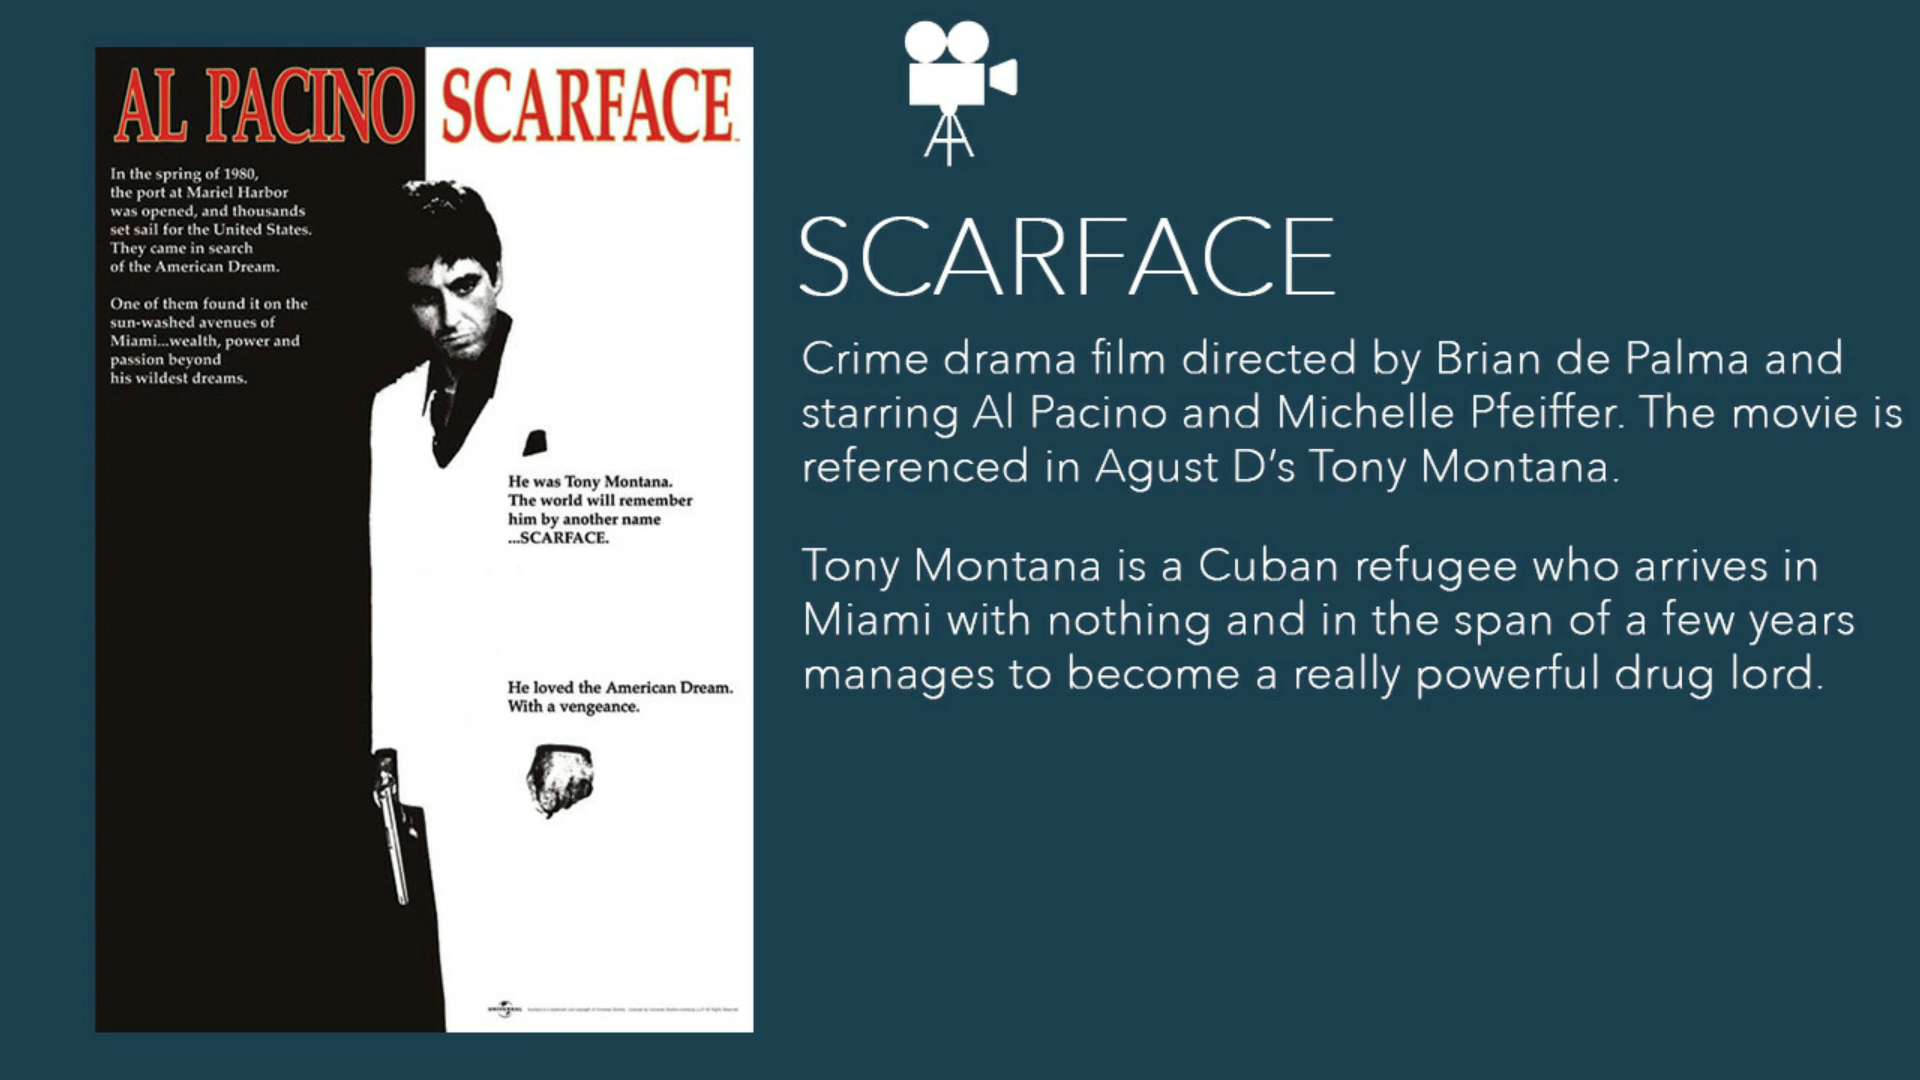 AL PACINO SCARFACE
In the spring of 1980,
the port at Mariel Harbor
was opened, and thousands
set sail for the United States.
They came in search
of the American Dream.
One of them found it on the
sun-washed avenues of
Miami...wealth, power and
passion beyond
his wildest dreams.
He was Tony Montana.
The world will remember
him by another name
...SCARFACE.
He loved the American Dream.
With a vengeance.
UNIVERSAL
SCARFACE
Crime drama film directed by Brian de Palma and
starring Al Pacino and Michelle Pfeiffer. The movie is
referenced in Agust D's Tony Montana.
Tony Montana is a Cuban refugee who arrives in
Miami with nothing and in the span of a few years
manages to become a really powerful drug lord.